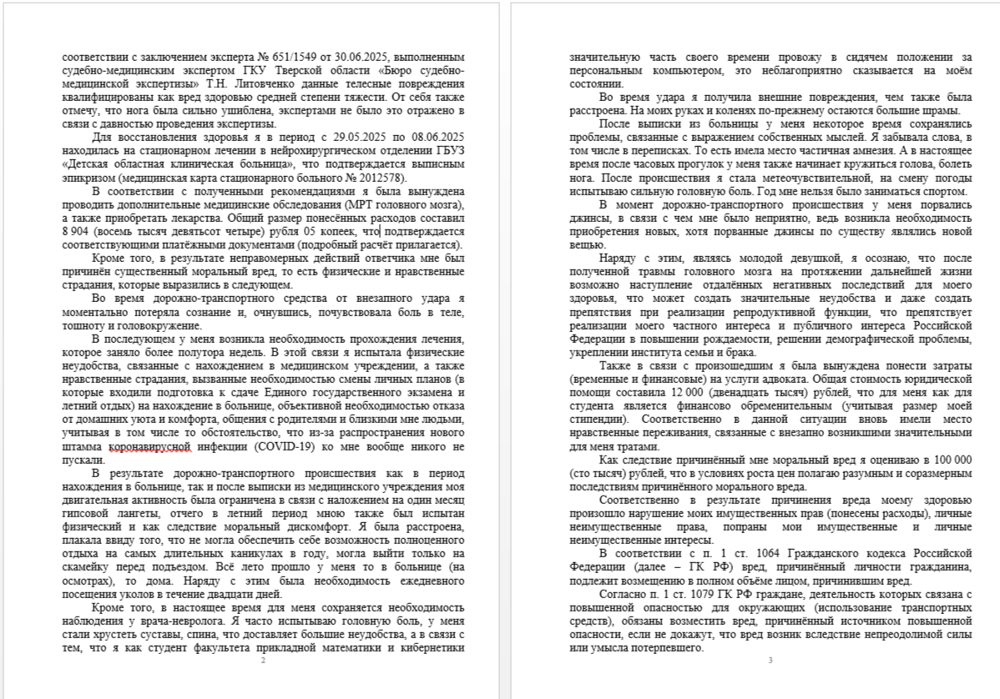 соответствии с заключением эксперта № 651/1549 от 30.06.2025, выполненным
судебно-медицинским экспертом ГКУ Тверской области «Бюро судебно-
медицинской экспертизы» Т.Н. Литовченко данные телесные повреждения
квалифицированы как вред здоровью средней степени тяжести. От себя также
отмечу, что нога была сильно ушиблена, экспертами не было это отражено в
связи с давностью проведения экспертизы.
Для восстановления здоровья я в период с 29.05.2025 по 08.06.2025
находилась на стационарном лечении в нейрохирургическом отделении ГБУЗ
«Детская областная клиническая больница», что подтверждается выписным
эпикризом (медицинская карта стационарного больного № 2012578).
В соответствии с полученными рекомендациями я была вынуждена
проводить дополнительные медицинские обследования (МРТ головного мозга),
а также приобретать лекарства. Общий размер понесённых расходов составил
8 904 (восемь тысяч девятьсот четыре) рубля 05 копеек, что подтверждается
соответствующими платёжными документами (подробный расчёт прилагается).
Кроме того, в результате неправомерных действий ответчика мне был
причинён существенный моральный вред, то есть физические и нравственные
страдания, которые выразились в следующем.
Во время дорожно-транспортного средства от внезапного удара я
моментально потеряла сознание и, очнувшись, почувствовала боль в теле,
тошноту и головокружение.
В последующем у меня возникла необходимость прохождения лечения,
которое заняло более полутора недель. В этой связи я испытала физические
неудобства, связанные с нахождением в медицинском учреждении, а также
нравственные страдания, вызванные необходимостью смены личных планов (в
которые входили подготовка к сдаче Единого государственного экзамена и
летний отдых) на нахождение в больнице, объективной необходимостью отказа
от домашних уюта и комфорта, общения с родителями и близкими мне людьми,
учитывая в том числе то обстоятельство, что из-за распространения нового
штамма коронавирусной инфекции (COVID-19) ко мне вообще никого не
пускали.
В результате дорожно-транспортного происшествия как в период
нахождения в больнице, так и после выписки из медицинского учреждения моя
двигательная активность была ограничена в связи с наложением на один месяц
гипсовой лангеты, отчего в летний период мною также был испытан
физический и как следствие моральный дискомфорт. Я была расстроена,
плакала ввиду того, что не могла обеспечить себе возможность полноценного
отдыха на самых длительных каникулах в году, могла выйти только на
скамейку перед подъездом. Всё лето прошло у меня то в больнице (на
осмотрах), то дома. Наряду с этим была необходимость ежедневного
посещения уколов в течение двадцати дней.
Кроме того, в настоящее время для меня сохраняется необходимость
наблюдения у врача-невролога. Я часто испытываю головную боль, у меня
стали хрустеть суставы, спина, что доставляет большие неудобства, а в связи с
тем, что я как студент факультета прикладной математики и кибернетики
2
значительную часть своего времени провожу в сидячем положении за
персональным компьютером, это неблагоприятно сказывается на моём
состоянии.
Во время удара я получила внешние повреждения, чем также была
расстроена. На моих руках и коленях по-прежнему остаются большие шрамы.
После выписки из больницы у меня некоторое время сохранялись
проблемы, связанные с выражением собственных мыслей. Я забывала слова, в
том числе в переписках. То есть имела место частичная амнезия. А в настоящее
время после часовых прогулок у меня также начинает кружиться голова, болеть
нога. После происшествия я стала метеочувствительной, на смену погоды
испытываю сильную головную боль. Год мне нельзя было заниматься спортом.
В момент дорожно-транспортного происшествия у меня порвались
джинсы, в связи с чем мне было неприятно, ведь возникла необходимость
приобретения новых, хотя порванные джинсы по существу являлись новой
вещью.
Наряду с этим, являясь молодой девушкой, я осознаю, что после
полученной травмы головного мозга на протяжении дальнейшей жизни
возможно наступление отдалённых негативных последствий для моего
здоровья, что может создать значительные неудобства и даже создать
препятствия при реализации репродуктивной функции, что препятствует
реализации моего частного интереса и публичного интереса Российской
Федерации в повышении рождаемости, решении демографической проблемы,
укреплении института семьи и брака.
Также в связи с произошедшим я была вынуждена понести затраты
(временные и финансовые) на услуги адвоката. Общая стоимость юридической
помощи составила 12 000 (двенадцать тысяч) рублей, что для меня как для
студента является финансово обременительным (учитывая размер моей
стипендии). Соответственно в данной ситуации вновь имели место
нравственные переживания, связанные с внезапно возникшими значительными
для меня тратами.
Как следствие причинённый мне моральный вред я оцениваю в 100 000
(сто тысяч) рублей, что в условиях роста цен полагаю разумным и соразмерным
последствиям причинённого морального вреда.
Соответственно в результате причинения вреда моему здоровью
произошло нарушение моих имущественных прав (понесены расходы), личные
неимущественные права, попраны мои имущественные и личные
неимущественные интересы.
В соответствии с п. 1 ст. 1064 Гражданского кодекса Российской
Федерации (далее – ГК РФ) вред, причинённый личности гражданина,
подлежит возмещению в полном объёме лицом, причинившим вред.
Согласно п. 1 ст. 1079 ГК РФ граждане, деятельность которых связана с
повышенной опасностью для окружающих (использование транспортных
средств), обязаны возместить вред, причинённый источником повышенной
опасности, если не докажут, что вред возник вследствие непреодолимой силы
или умысла потерпевшего.
3